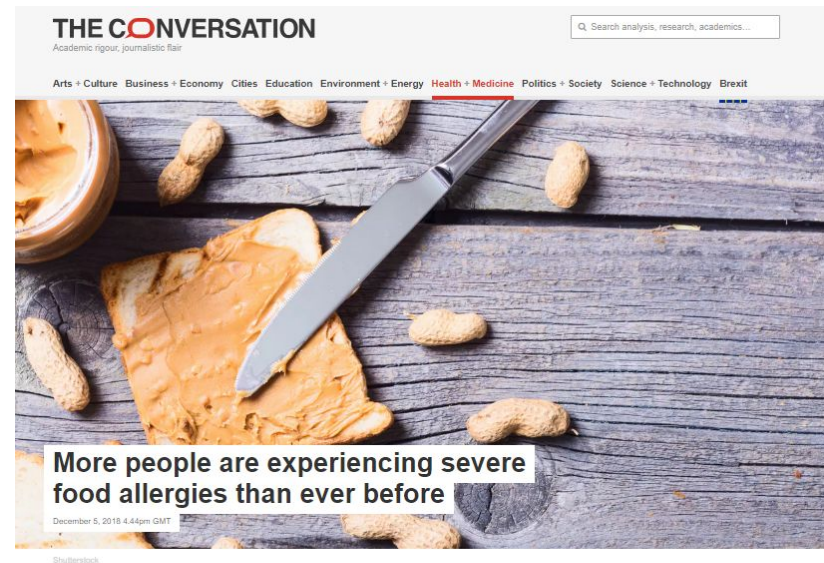 THE CONVERSATION
Academic rigour, journalistic flair
Search analysis, research, academics...
Arts + Culture Business + Economy Cities Education Environment + Energy Health + Medicine Politics + Society Science + Technology Brexit
More people are experiencing severe
food allergies than ever before
December 5, 2018 4.44pm GMT
Shutterstock